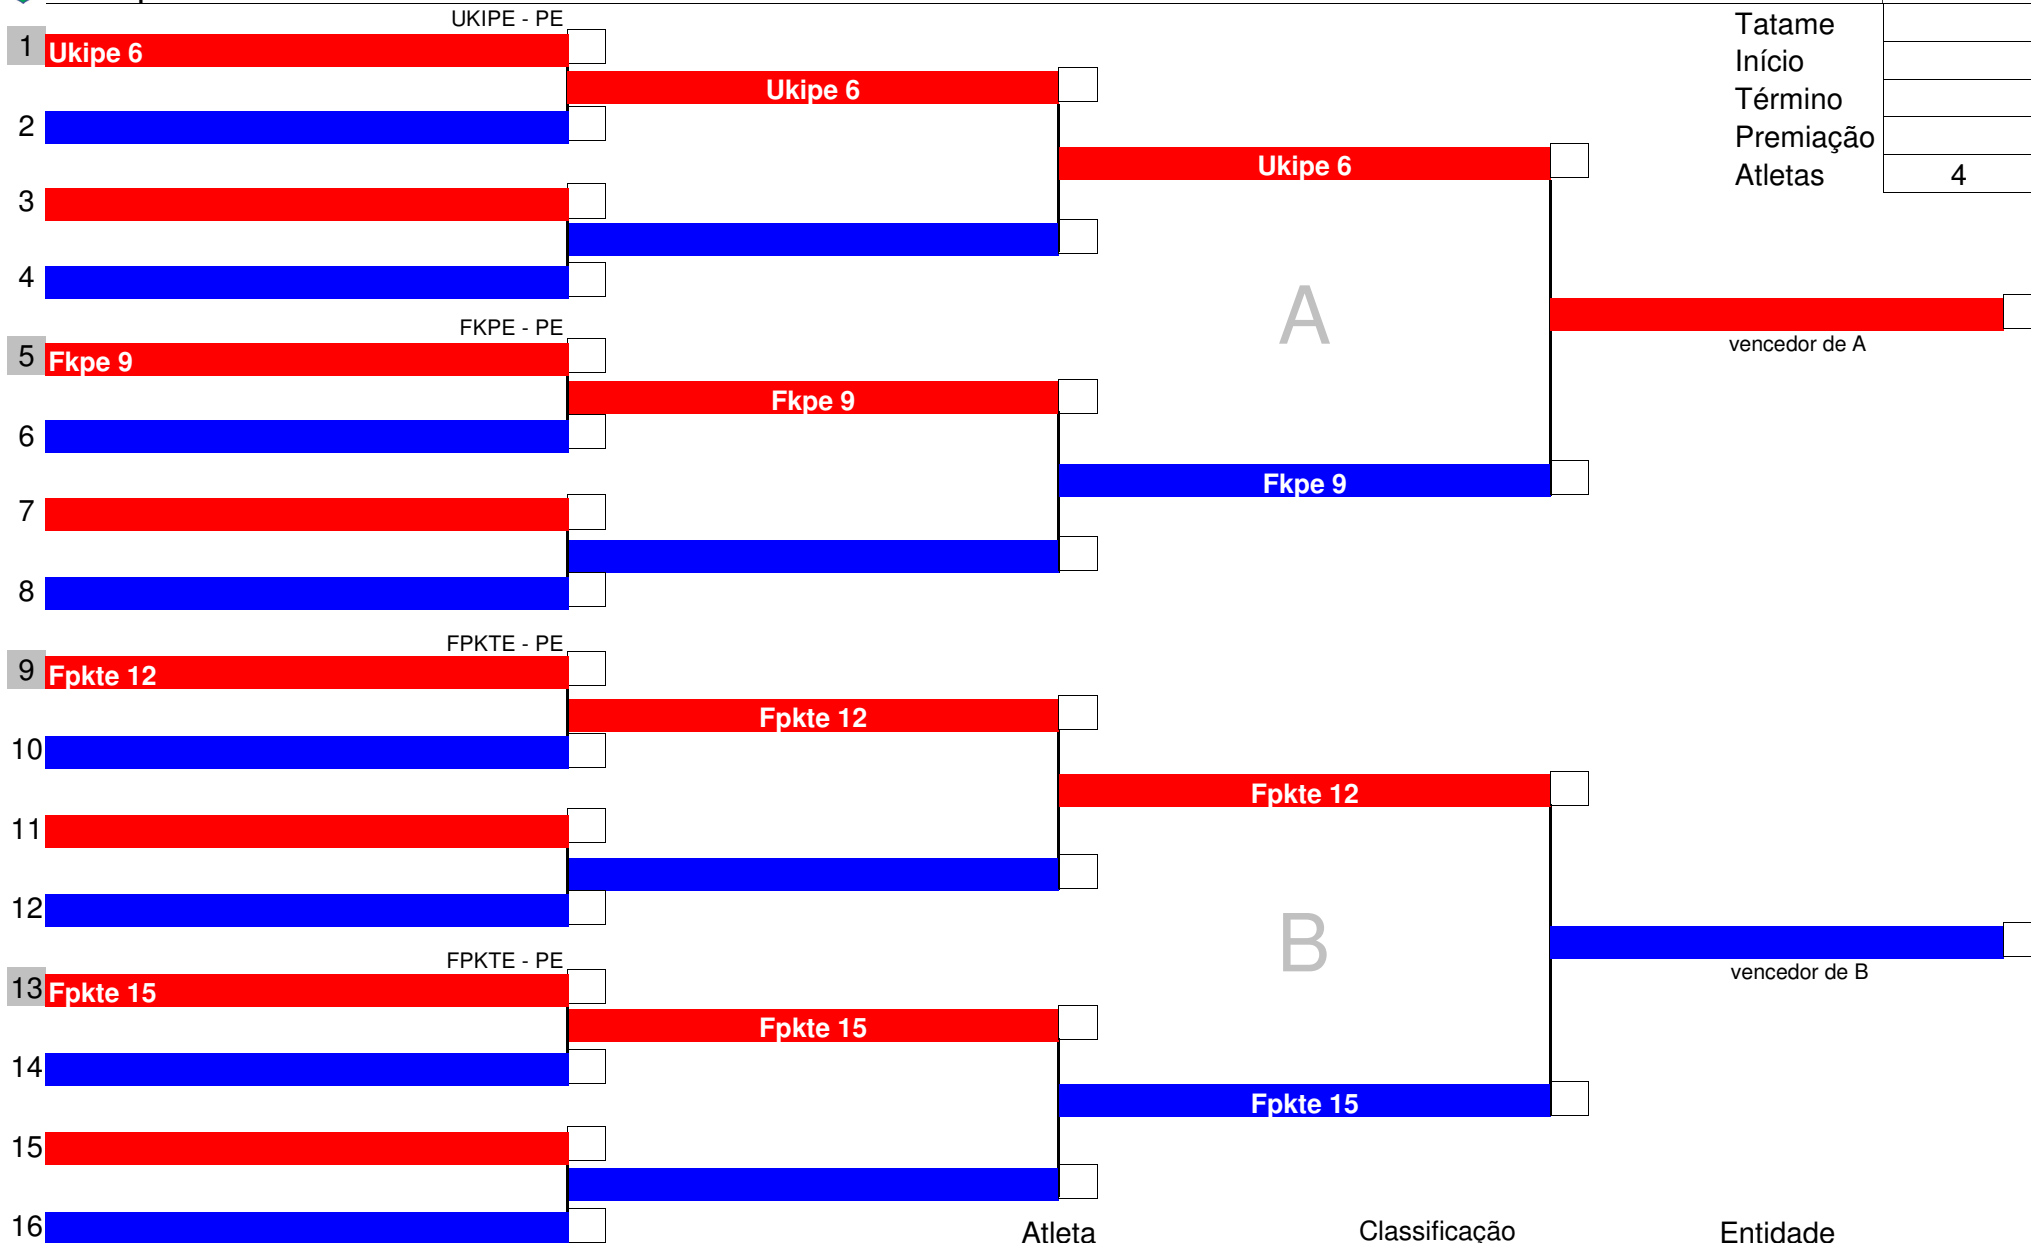 UKIPE - PE
Tatame
1 Ukipe 6
Início
Ukipe 6
Término
2
Premiação
Ukipe 6
Atletas 4
3
4
A
FKPE - PE
vencedor de A
5 Fkpe 9
Fkpe 9
6
Fkpe 9
7
8
FPKTE - PE
9 Fpkte 12
Fpkte 12
10
Fpkte 12
11
12
B
FPKTE - PE
vencedor de B
13 Fpkte 15
Fpkte 15
14
Fpkte 15
15
16
Atleta Classificação Entidade